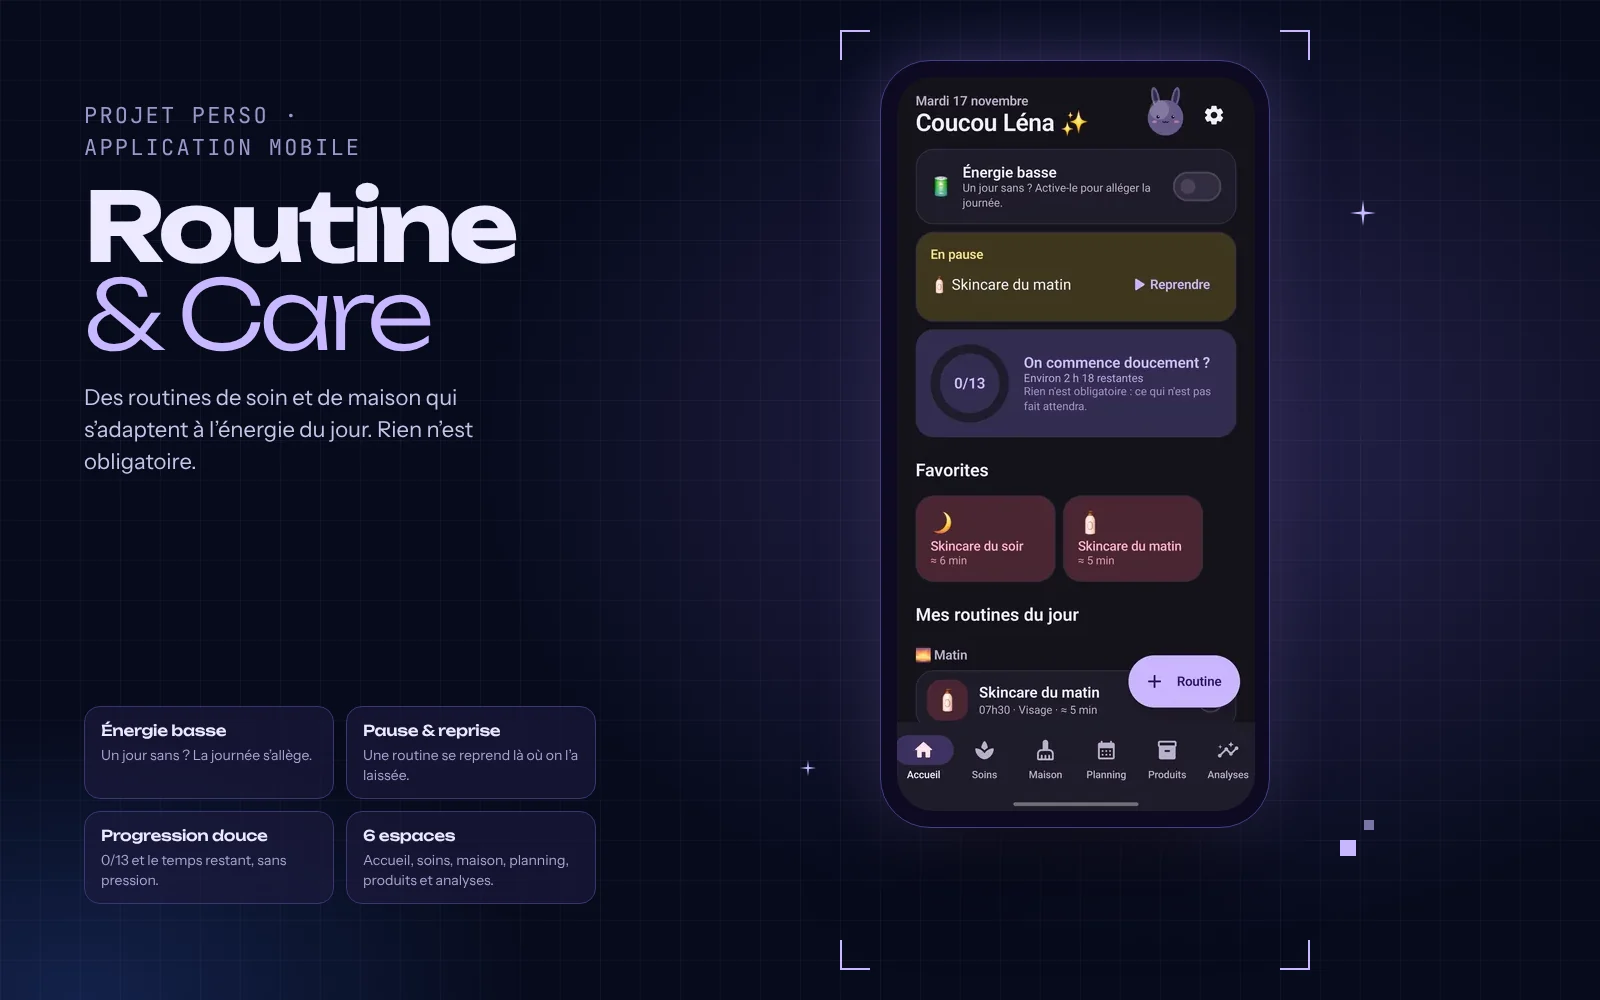 PROJET PERSO ·
APPLICATION MOBILE
Routine
& Care
Des routines de soin et de maison qui
s’adaptent à l’énergie du jour. Rien n’est
obligatoire.
Énergie basse
Un jour sans ? La journée s’allège.
Pause & reprise
Une routine se reprend là où on l’a
laissée.
Progression douce
0/13 et le temps restant, sans
pression.
6 espaces
Accueil, soins, maison, planning,
produits et analyses.
Mardi 17 novembre
Coucou Léna ✨
Énergie basse
Un jour sans ? Active-le pour alléger la
journée.
En pause
Skincare du matin
Reprendre
0/13
On commence doucement ?
Environ 2 h 18 restantes
Rien n'est obligatoire : ce qui n'est pas
fait attendra.
Favorites
Skincare du soir
≈ 6 min
Skincare du matin
≈ 5 min
Mes routines du jour
Matin
Skincare du matin
07h30 · Visage · ≈ 5 min
+ Routine
Accueil
Soins
Maison
Planning
Produits
Analyses